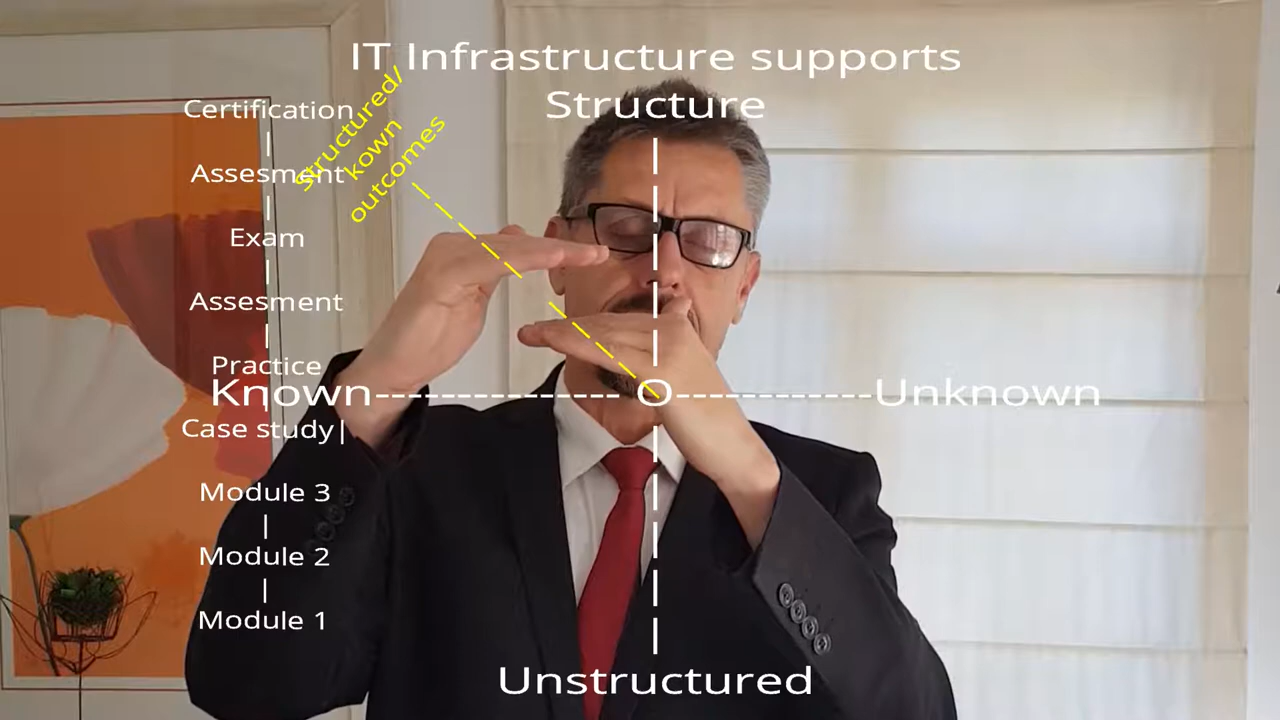 IT Infrastructure supports
Structure
Structured/
kown
outcomes
Certification
|
Assesment
|
Exam
|
Assesment
|
Practice
|
Known-------------- O------------Unknown
Case study|
Module 3
|
Module 2
|
Module 1
Unstructured